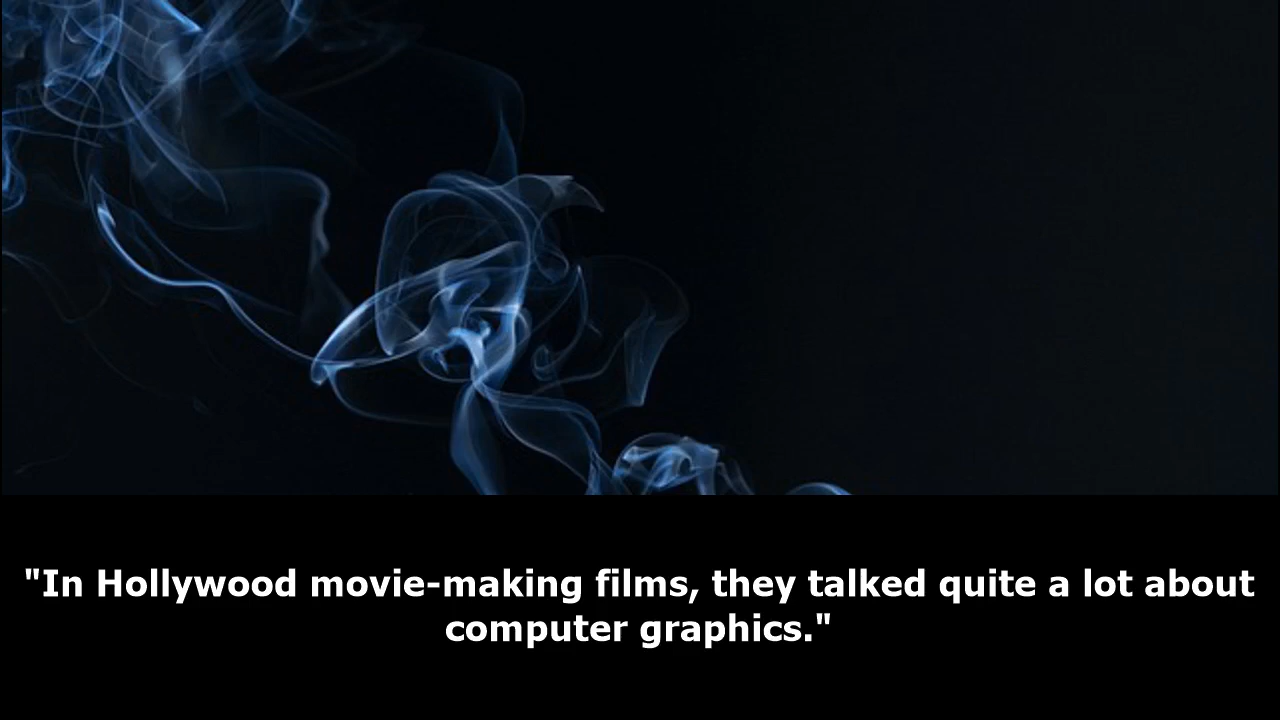 "In Hollywood movie-making films, they talked quite a lot about
computer graphics."